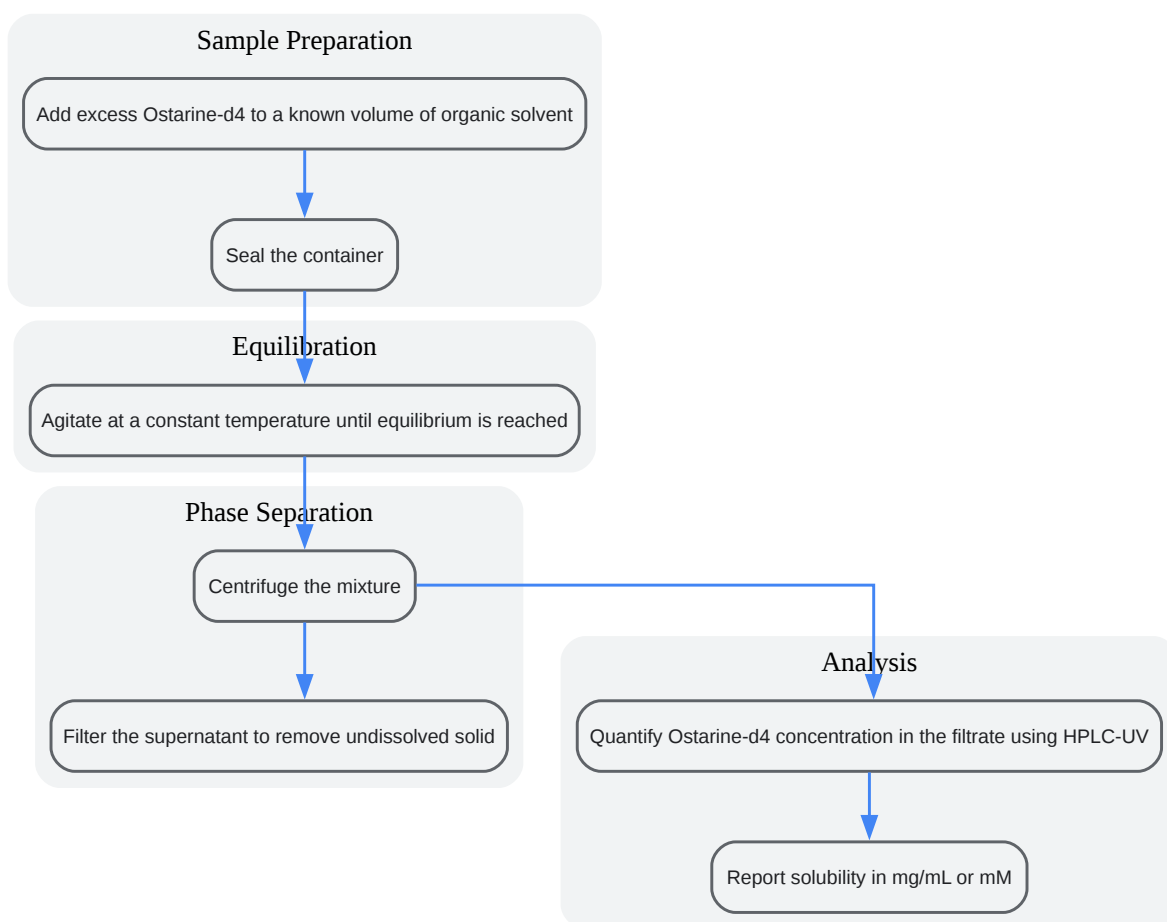 Sample Preparation
Add excess Ostarine-d4 to a known volume of organic solvent
Seal the container
Equilibration
Agitate at a constant temperature until equilibrium is reached
Phase Separation
Centrifuge the mixture
Filter the supernatant to remove undissolved solid
Analysis
Quantify Ostarine-d4 concentration in the filtrate using HPLC-UV
Report solubility in mg/mL or mM